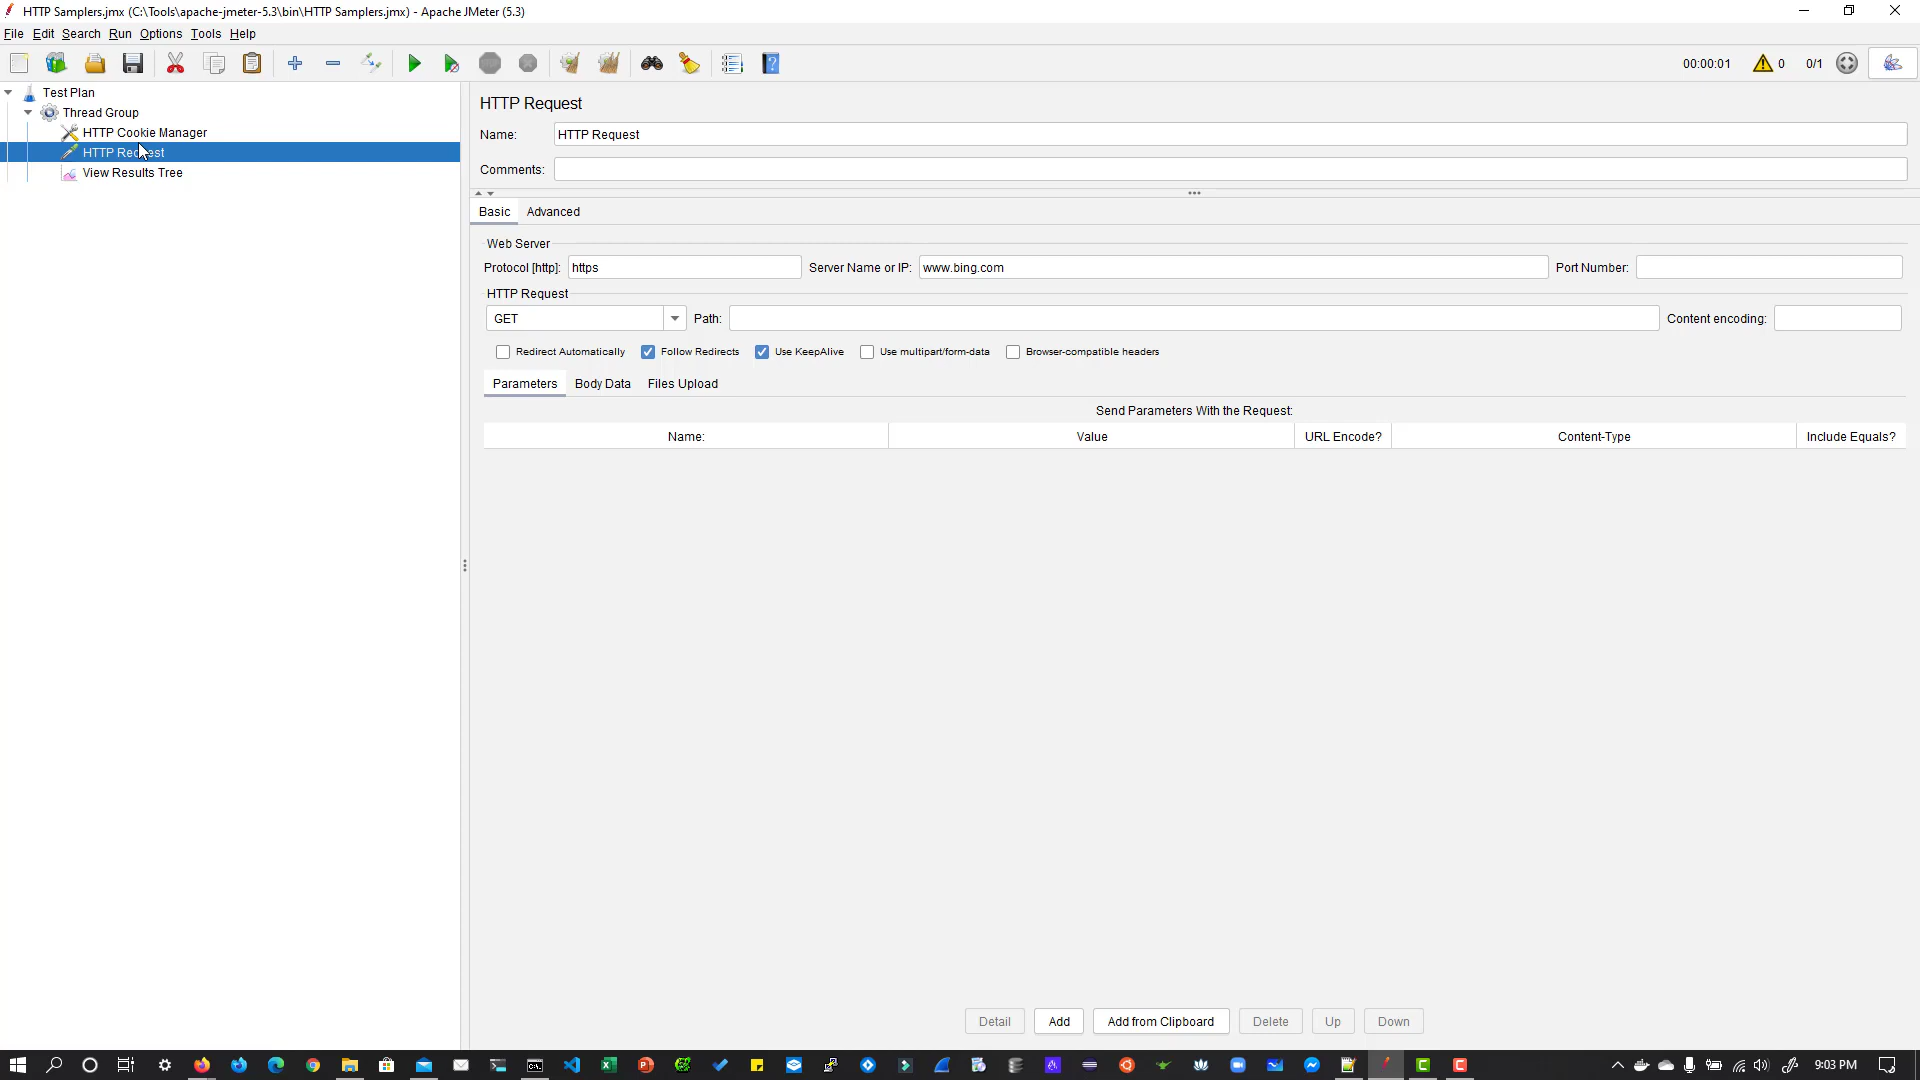 HTTP Samplers.jmx (C:\Tools\apache-jmeter-5.3\bin\HTTP Samplers.jmx) - Apache JMeter (5.3)
File Edit Search Run Options Tools Help
00:00:01 0 0/1
Test Plan
Thread Group
HTTP Cookie Manager
HTTP Request
View Results Tree
HTTP Request
Name: HTTP Request
Comments:
Basic Advanced
Web Server
Protocol [http]: https Server Name or IP: www.bing.com Port Number:
HTTP Request
GET Path: Content encoding:
Redirect Automatically Follow Redirects Use KeepAlive Use multipart/form-data Browser-compatible headers
Parameters Body Data Files Upload
Send Parameters With the Request:
Name: Value URL Encode? Content-Type Include Equals?
Detail Add Add from Clipboard Delete Up Down
9:03 PM